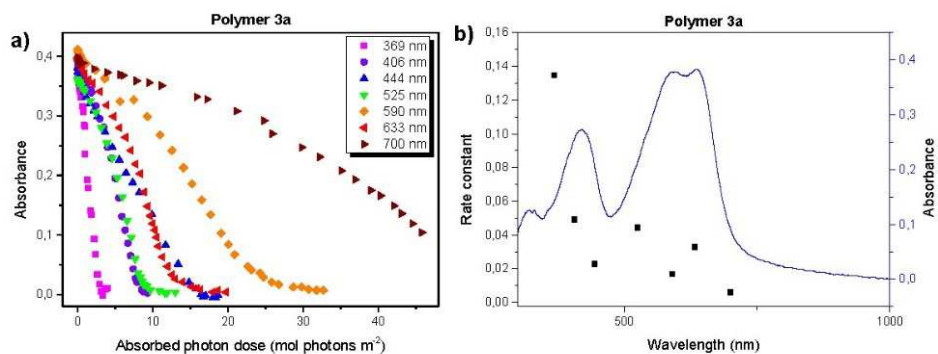 Polymer 3a
a)
0,4
0,3
0,2
0,1
0,0
Absorbance
0 10 20 30 40
Absorbed photon dose (mol photons m-2)
369 nm
406 nm
444 nm
525 nm
590 nm
633 nm
700 nm
Polymer 3a
b)
0,16
0,14
0,12
0,10
0,08
0,06
0,04
0,02
0,00
Rate constant
500 1000
Wavelength (nm)
0,4
0,3
0,2
0,1
0,0
Absorbance